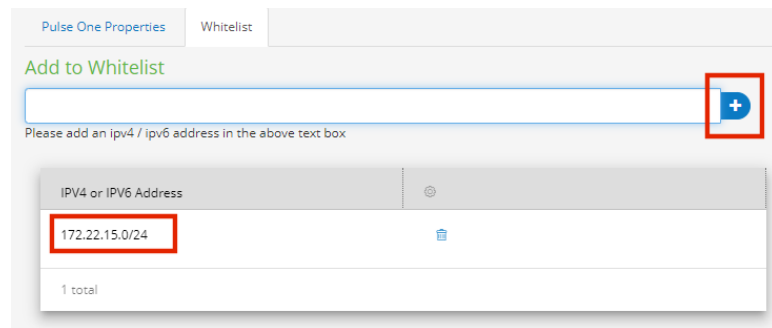 Pulse One Properties
Whitelist
Add to Whitelist
Please add an ipv4 / ipv6 address in the above text box
IPV4 or IPV6 Address
172.22.15.0/24
1 total